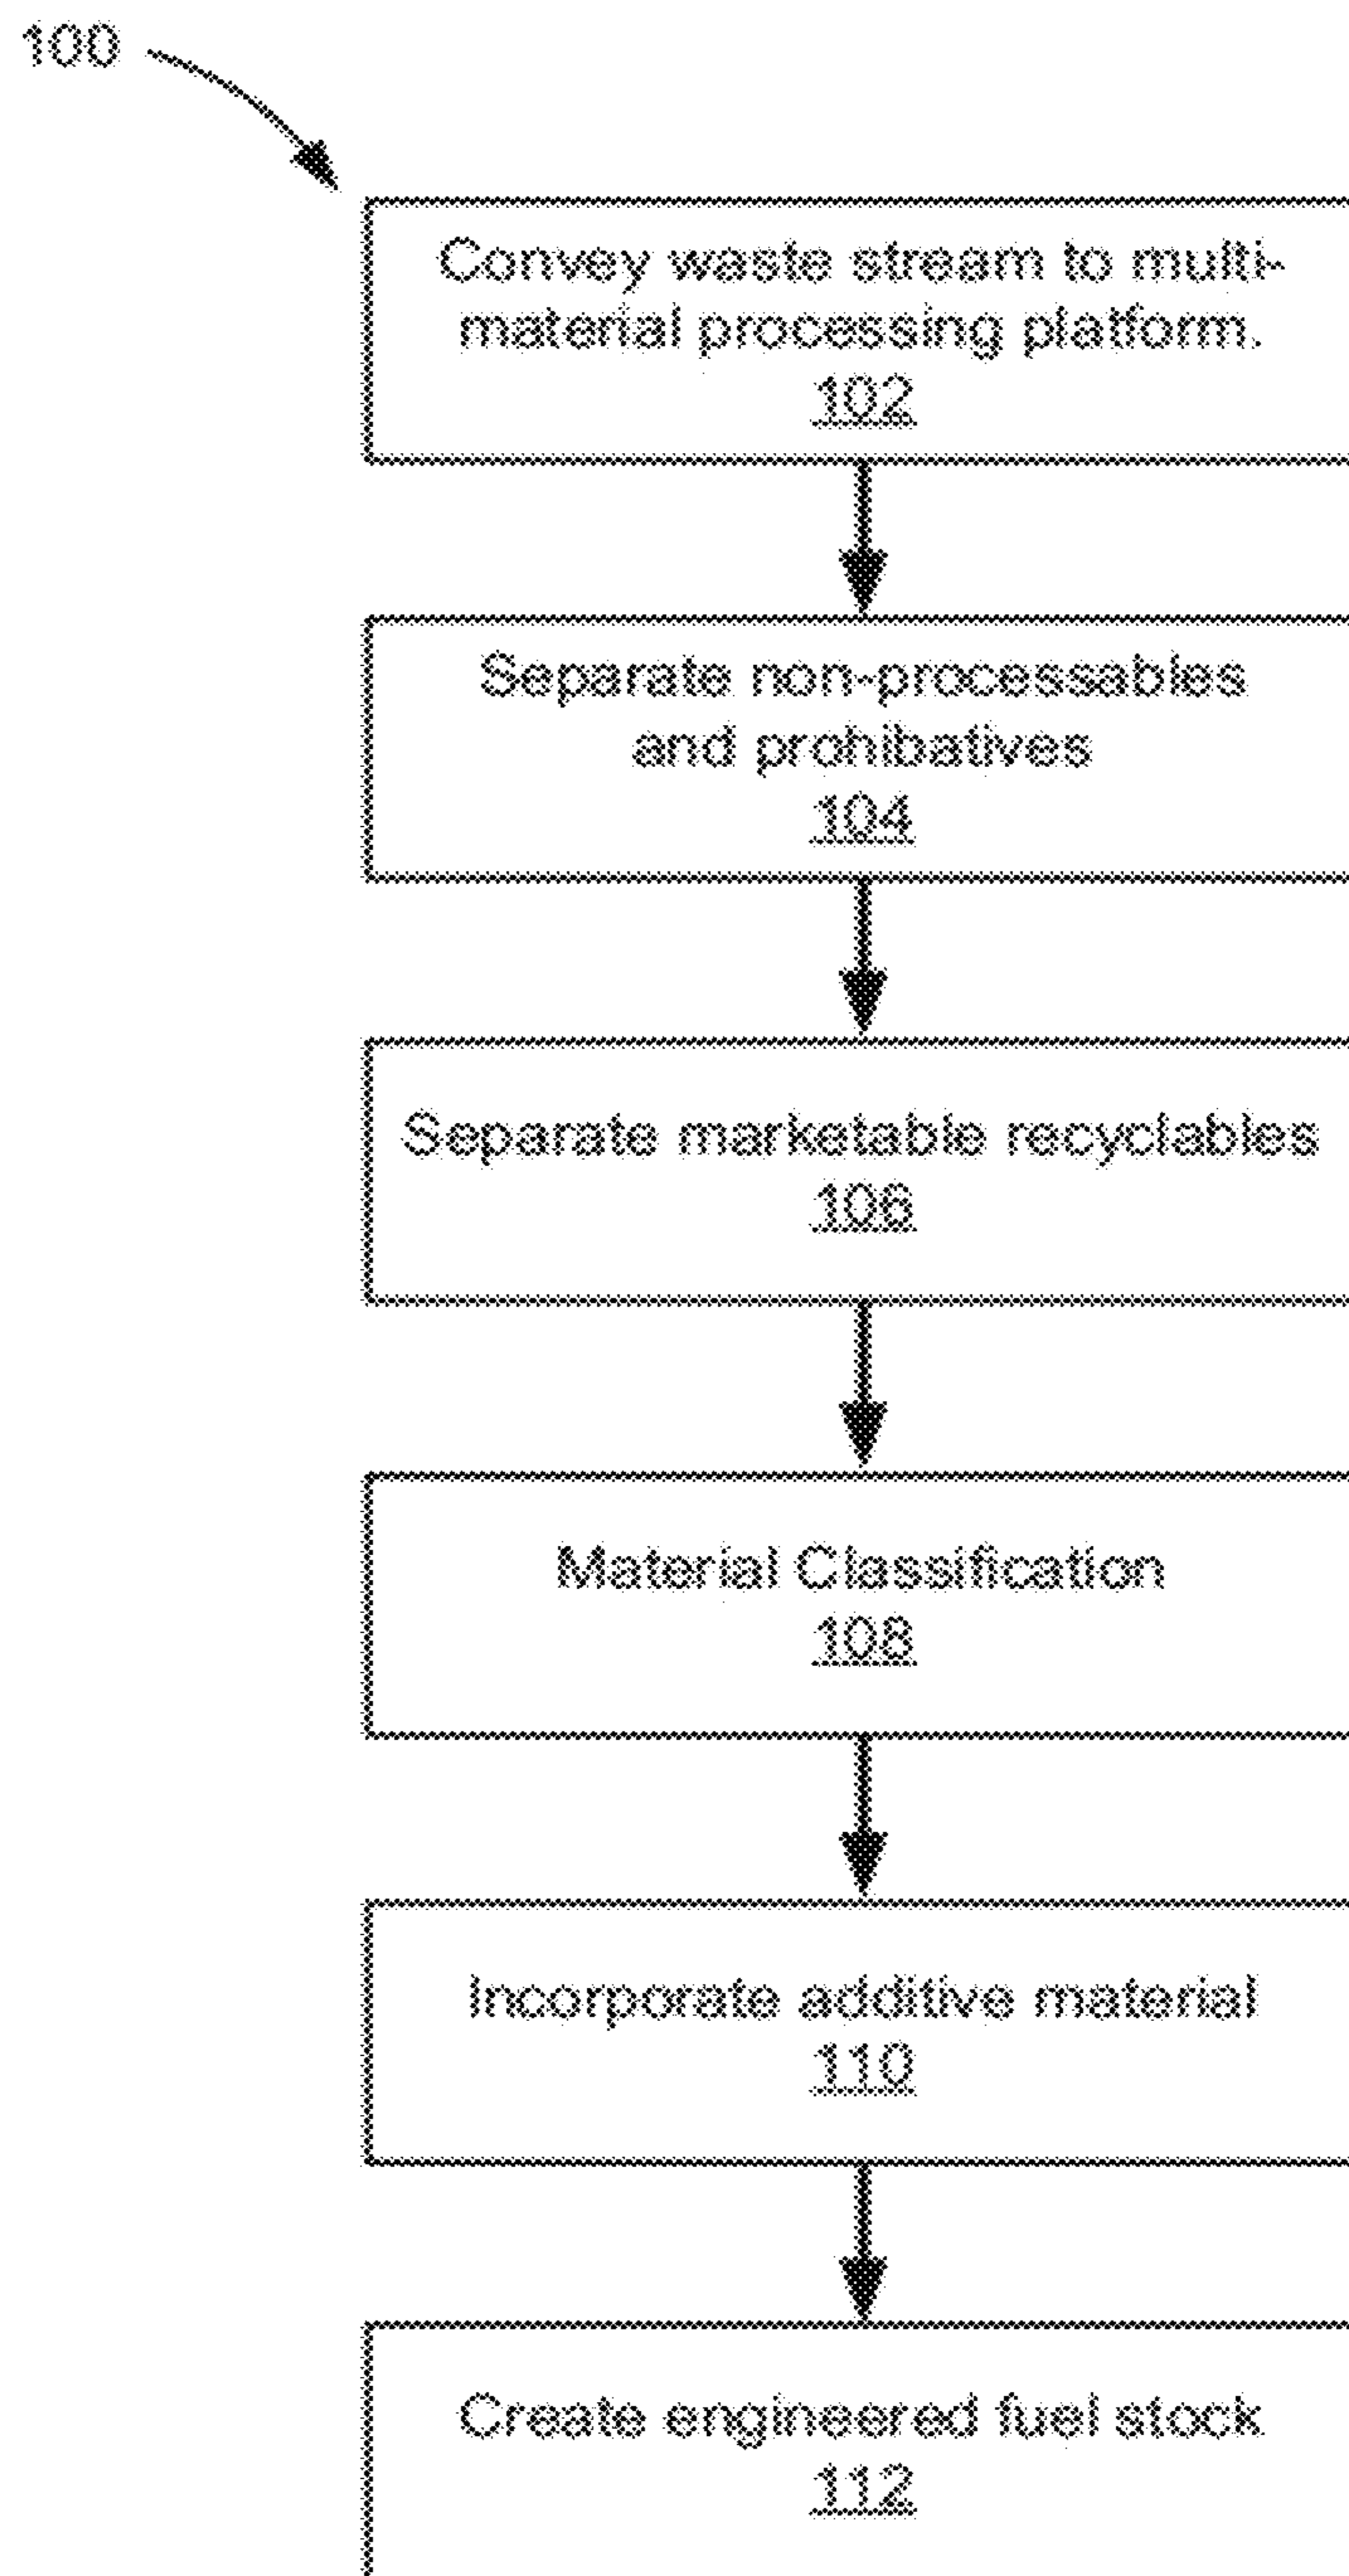 100
Convey waste stream to multi-
material processing platform.
102
Separate non-processables
and prohibatives
104
Separate marketable recyclables
106
Material Classification
108
Incorporate additive material
110
Create engineered fuel stock
112